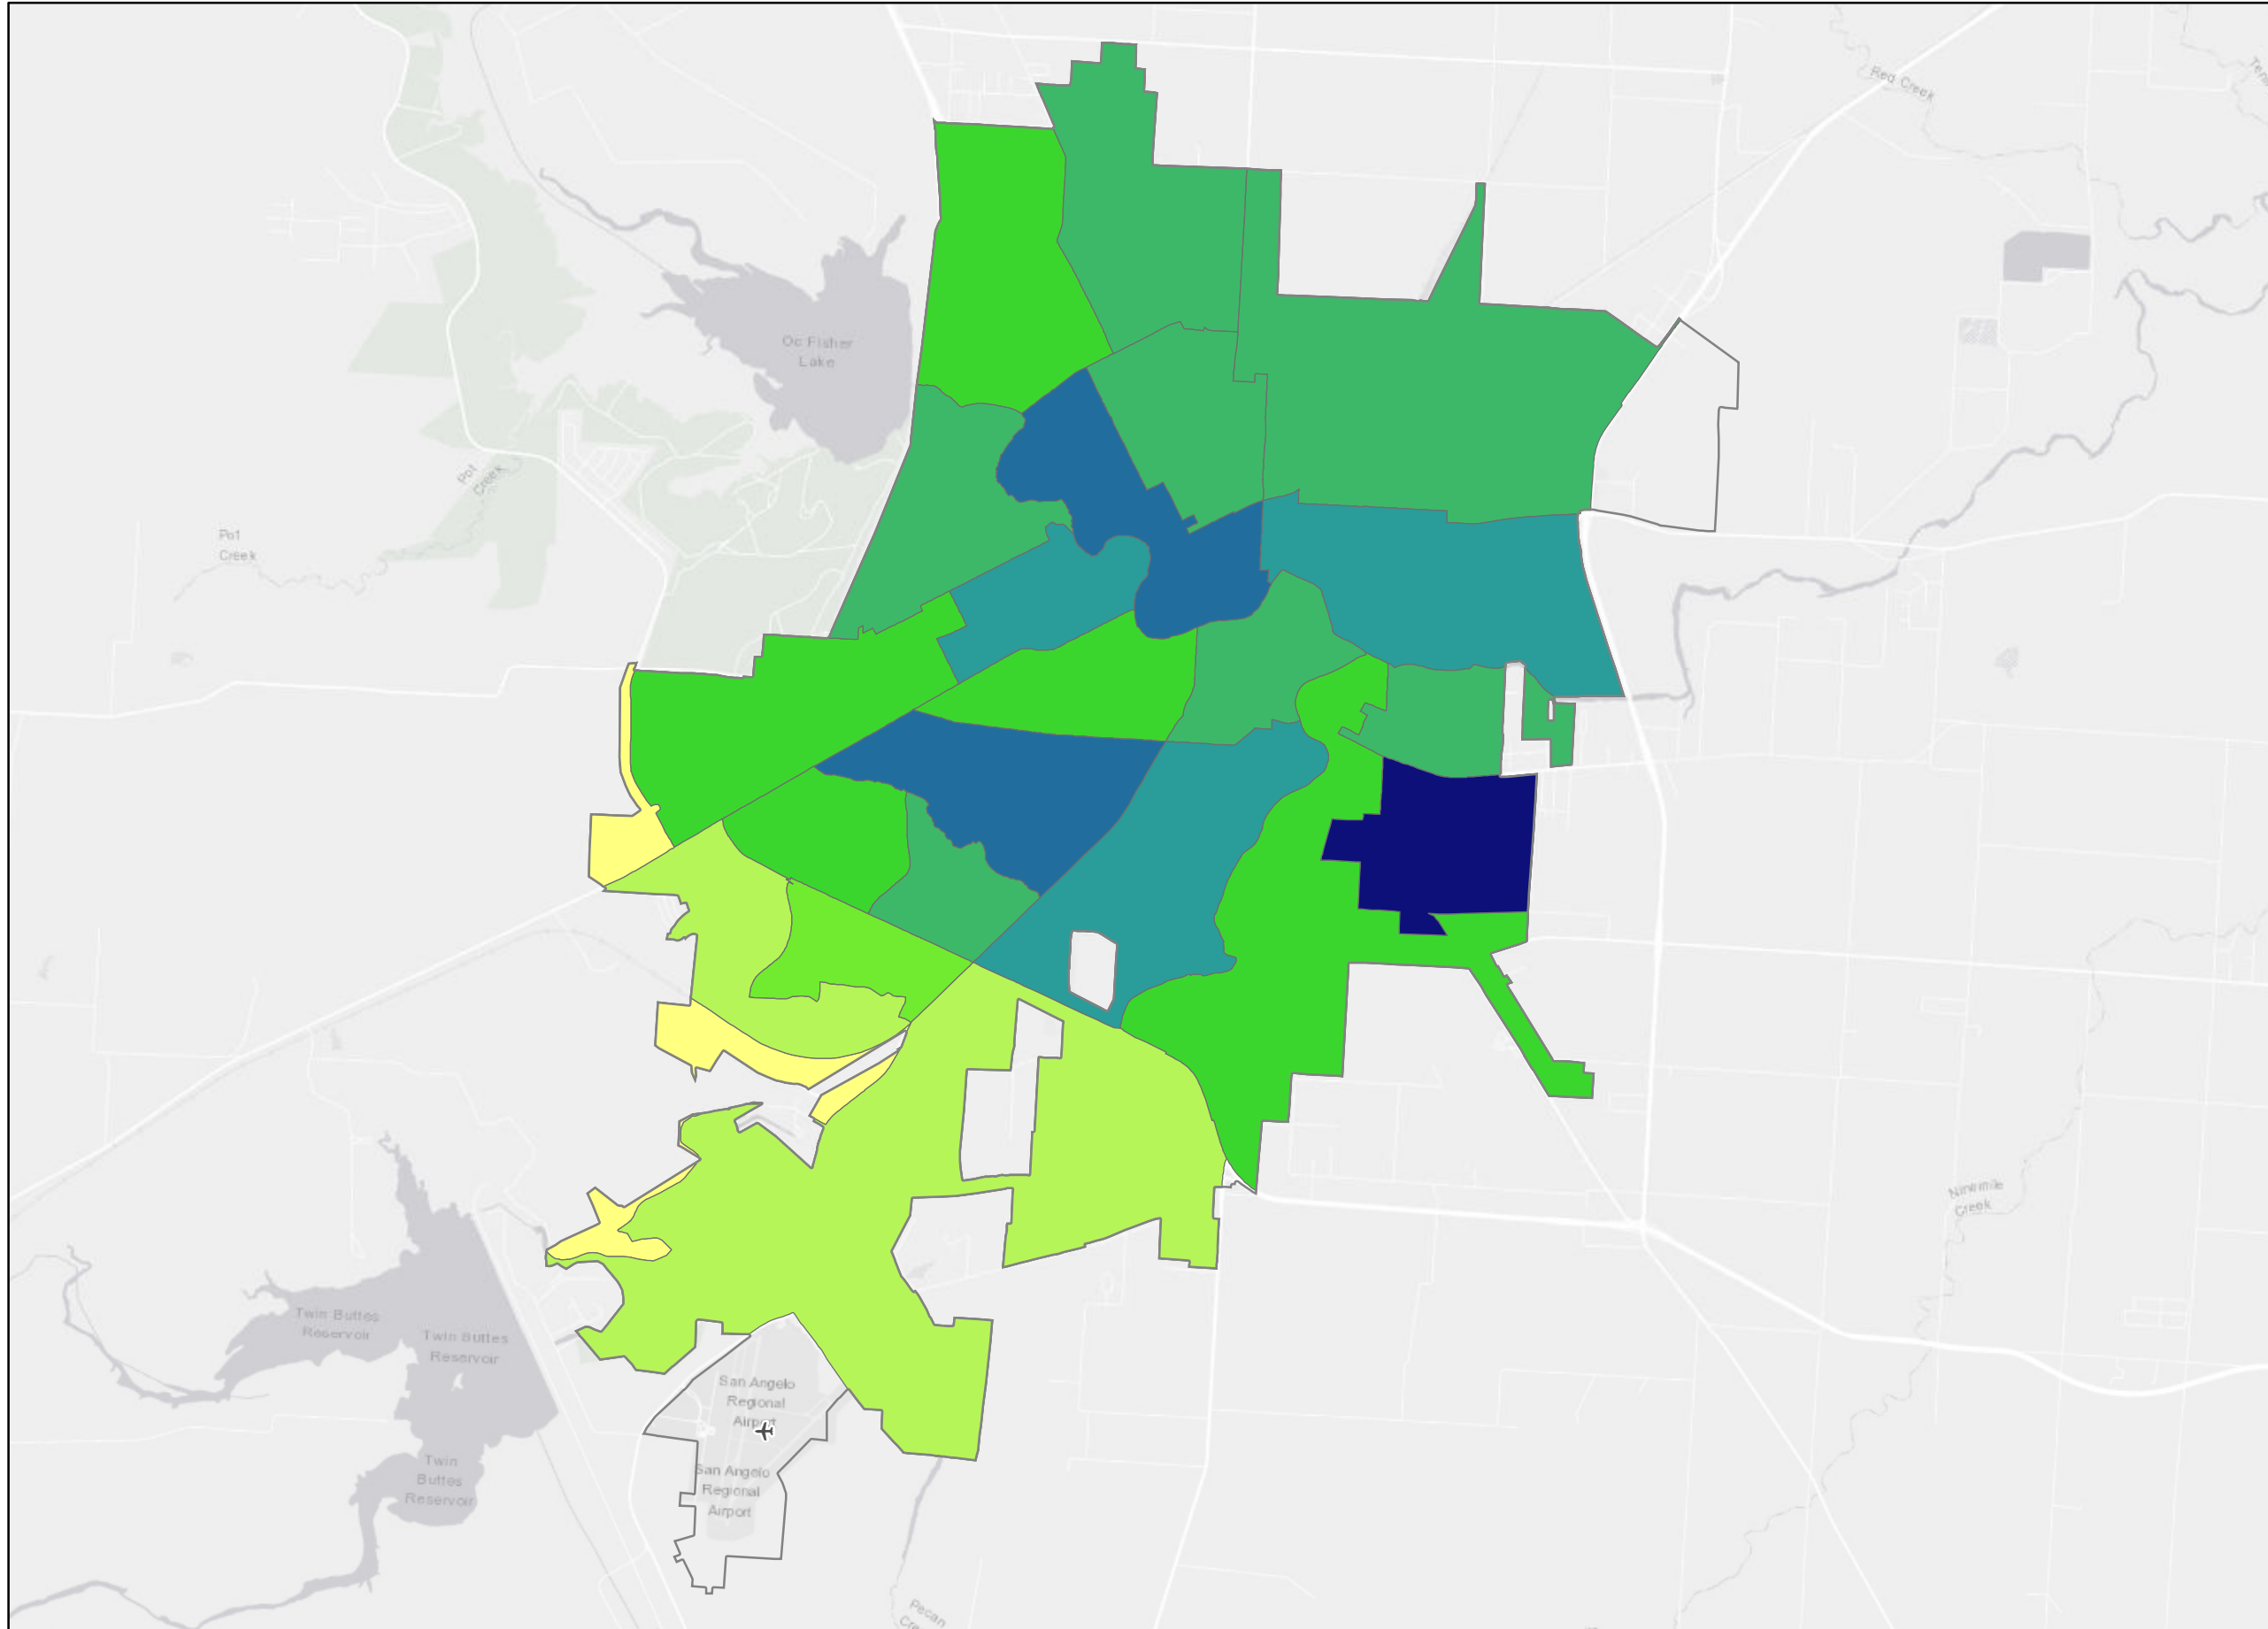 Red Creek
Oc Fisher
Lake
Pot
Creek
Pot
Creek
Ninemile
Creek
Twin Buttes
Reservoir
Twin Buttes
Reservoir
San Angelo
Regional
Airport
Twin
Buttes
Reservoir
San Angelo
Regional
Airport
Pecan